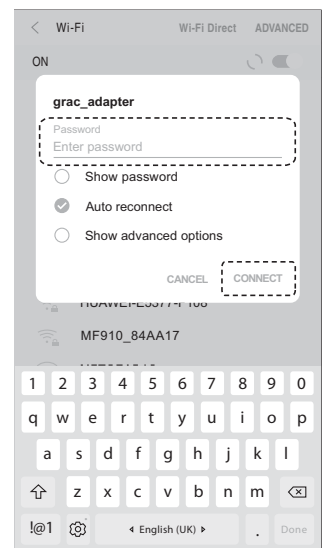 Wi-Fi Wi-Fi Direct ADVANCED
ON
grac_adapter
Password
Enter password
Show password
Auto reconnect
Show advanced options
CANCEL CONNECT
MF910_84AA17
1 2 3 4 5 6 7 8 9 0
q w e r t y u i o p
a s d f g h j k l
z x c v b n m
!@1 English (UK) . Done